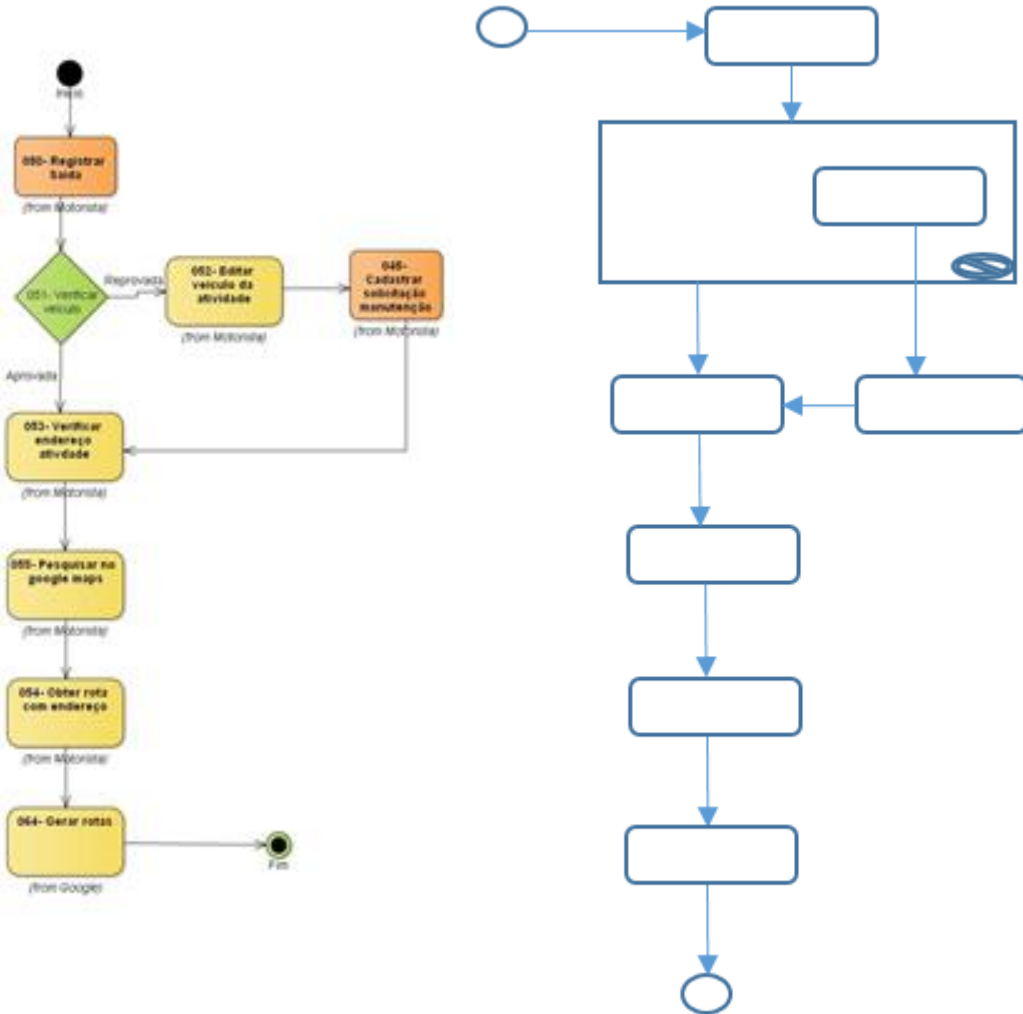 Início
050- Registrar
Saída
(from Motorista)
051- Verificar
veículo
Reprovada
052- Editar
veículo da
atividade
(from Motorista)
045-
Cadastrar
solicitação
manutenção
(from Motorista)
Aprovada
053- Verificar
endereço
atividade
(from Motorista)
055- Pesquisar no
google maps
(from Motorista)
054- Obter rota
com endereço
(from Motorista)
064- Gerar rotas
(from Google)
Fim